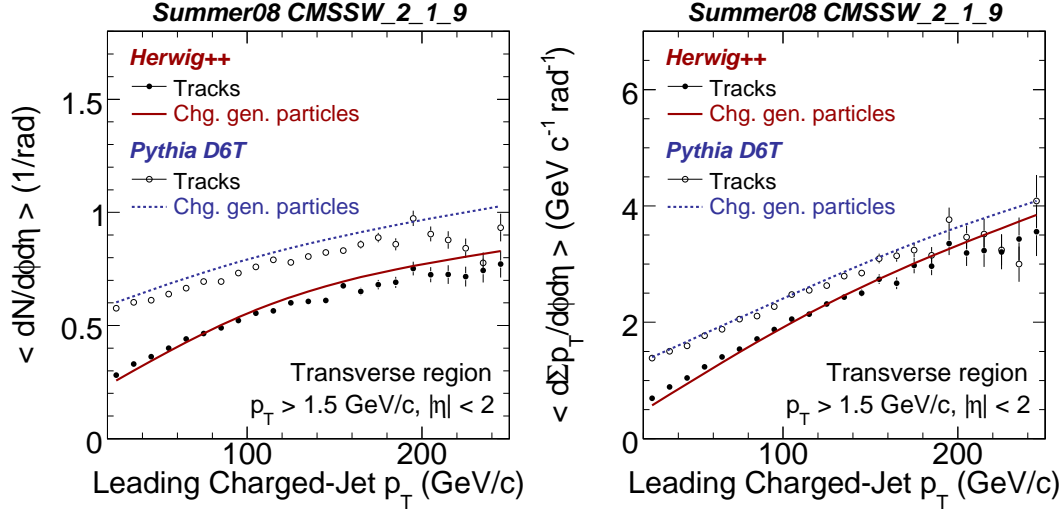 Summer08 CMSSW_2_1_9
< dN/dϕdη > (1/rad)
1.5
1
0.5
0
Herwig++
Tracks
Chg. gen. particles
Pythia D6T
Tracks
Chg. gen. particles
Transverse region
p_T > 1.5 GeV/c, |η| < 2
0 100 200
Leading Charged-Jet p_T (GeV/c)
Summer08 CMSSW_2_1_9
< dΣp_T/dϕdη > (GeV c⁻¹ rad⁻¹)
6
4
2
0
Herwig++
Tracks
Chg. gen. particles
Pythia D6T
Tracks
Chg. gen. particles
Transverse region
p_T > 1.5 GeV/c, |η| < 2
0 100 200
Leading Charged-Jet p_T (GeV/c)